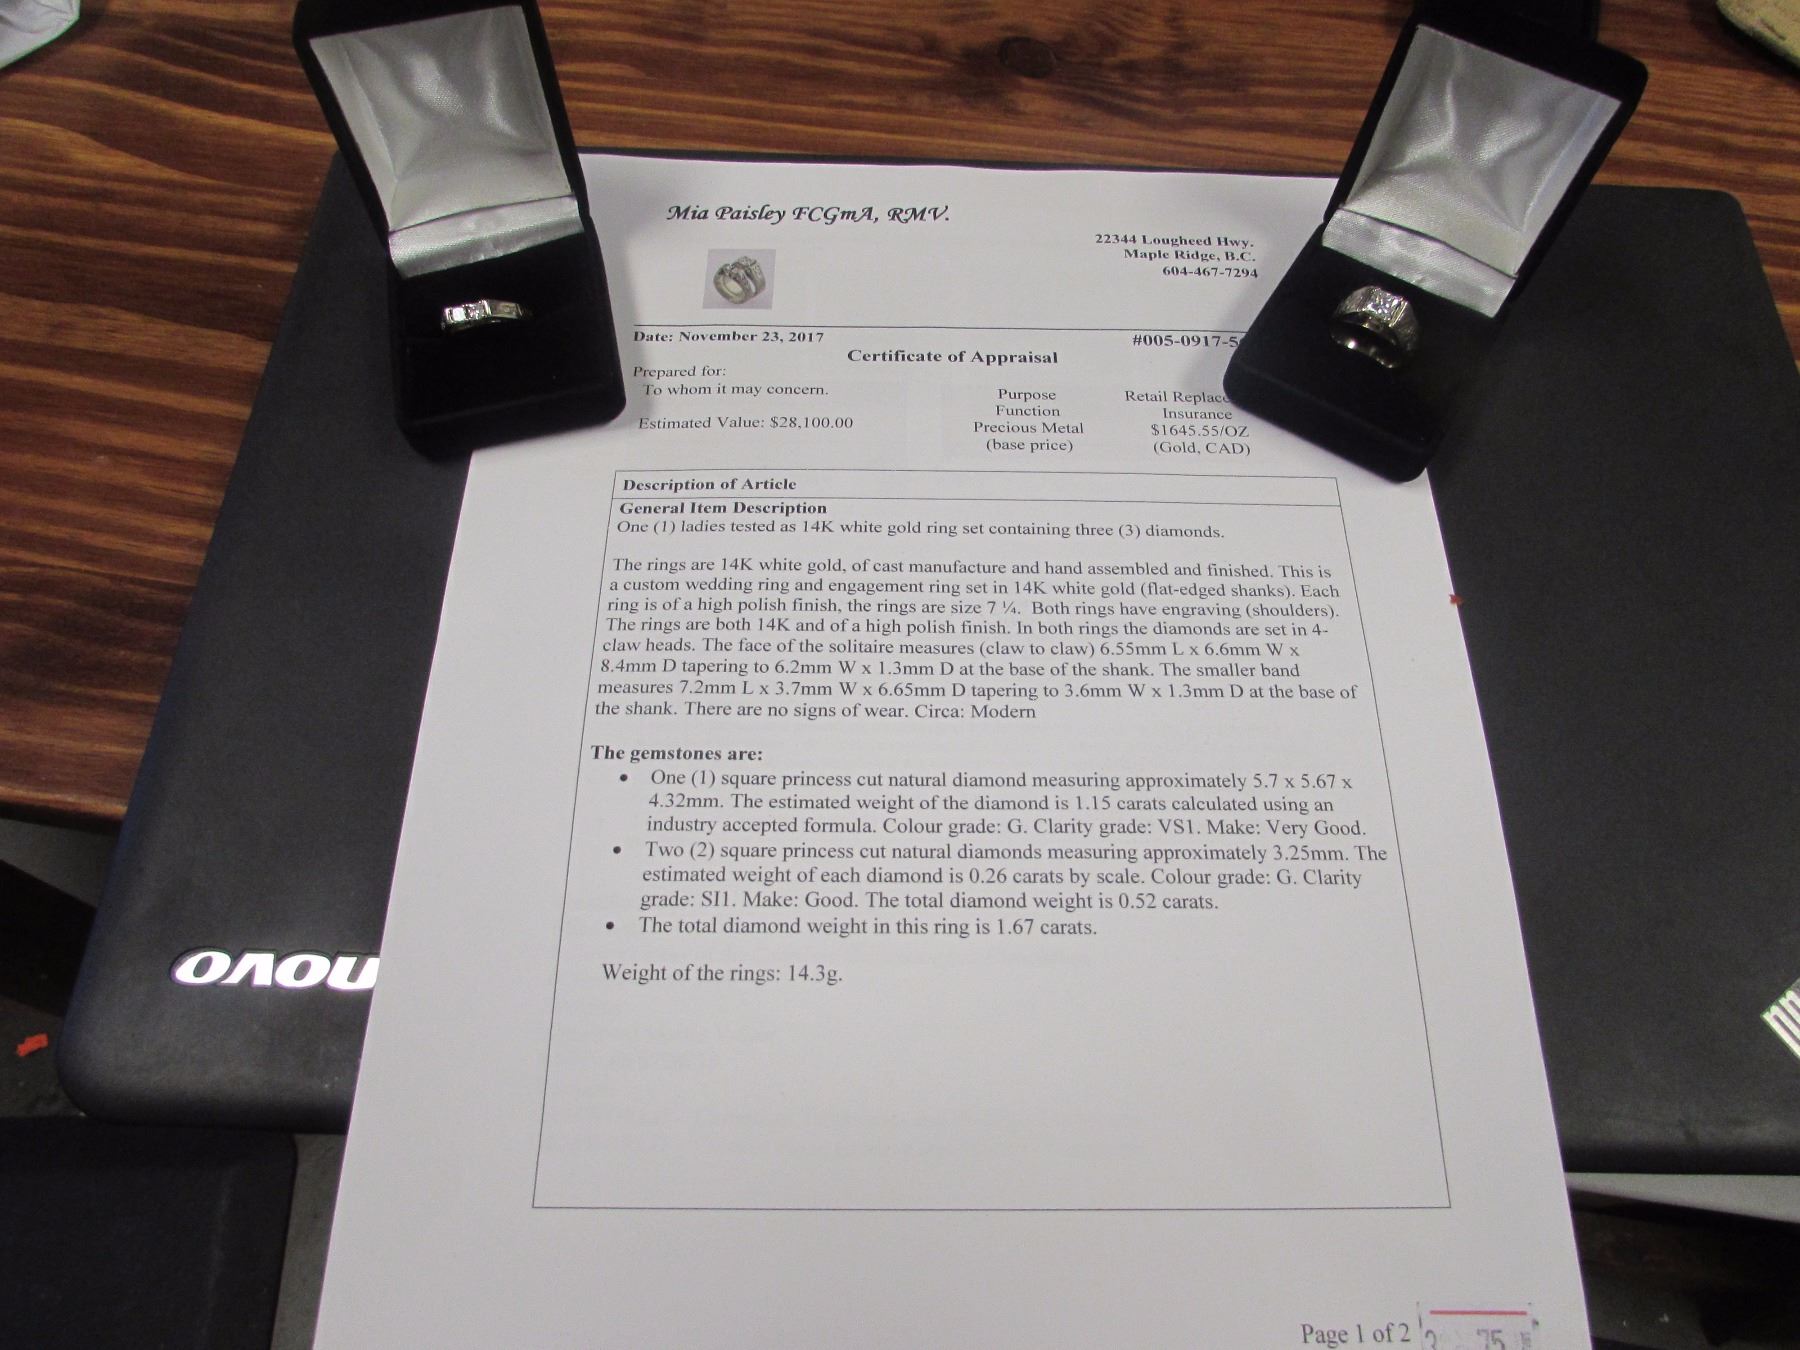 Mia Paisley FCGmA, RMV.
22344 Lougheed Hwy.
Maple Ridge, B.C.
604-467-7294
Date: November 23, 2017
#005-0917-5
Certificate of Appraisal
Prepared for:
To whom it may concern.
Estimated Value: $28,100.00
Purpose Retail Replac
Function Insurance
Precious Metal $1645.55/OZ
(base price) (Gold, CAD)
Description of Article
General Item Description
One (1) ladies tested as 14K white gold ring set containing three (3) diamonds.
The rings are 14K white gold, of cast manufacture and hand assembled and finished. This is
a custom wedding ring and engagement ring set in 14K white gold (flat-edged shanks). Each
ring is of a high polish finish, the rings are size 7 ¼. Both rings have engraving (shoulders).
The rings are both 14K and of a high polish finish. In both rings the diamonds are set in 4-
claw heads. The face of the solitaire measures (claw to claw) 6.55mm L x 6.6mm W x
8.4mm D tapering to 6.2mm W x 1.3mm D at the base of the shank. The smaller band
measures 7.2mm L x 3.7mm W x 6.65mm D tapering to 3.6mm W x 1.3mm D at the base of
the shank. There are no signs of wear. Circa: Modern
The gemstones are:
• One (1) square princess cut natural diamond measuring approximately 5.7 x 5.67 x
4.32mm. The estimated weight of the diamond is 1.15 carats calculated using an
industry accepted formula. Colour grade: G. Clarity grade: VS1. Make: Very Good.
• Two (2) square princess cut natural diamonds measuring approximately 3.25mm. The
estimated weight of each diamond is 0.26 carats by scale. Colour grade: G. Clarity
grade: SI1. Make: Good. The total diamond weight is 0.52 carats.
• The total diamond weight in this ring is 1.67 carats.
Weight of the rings: 14.3g.
novo
Page 1 of 2
75